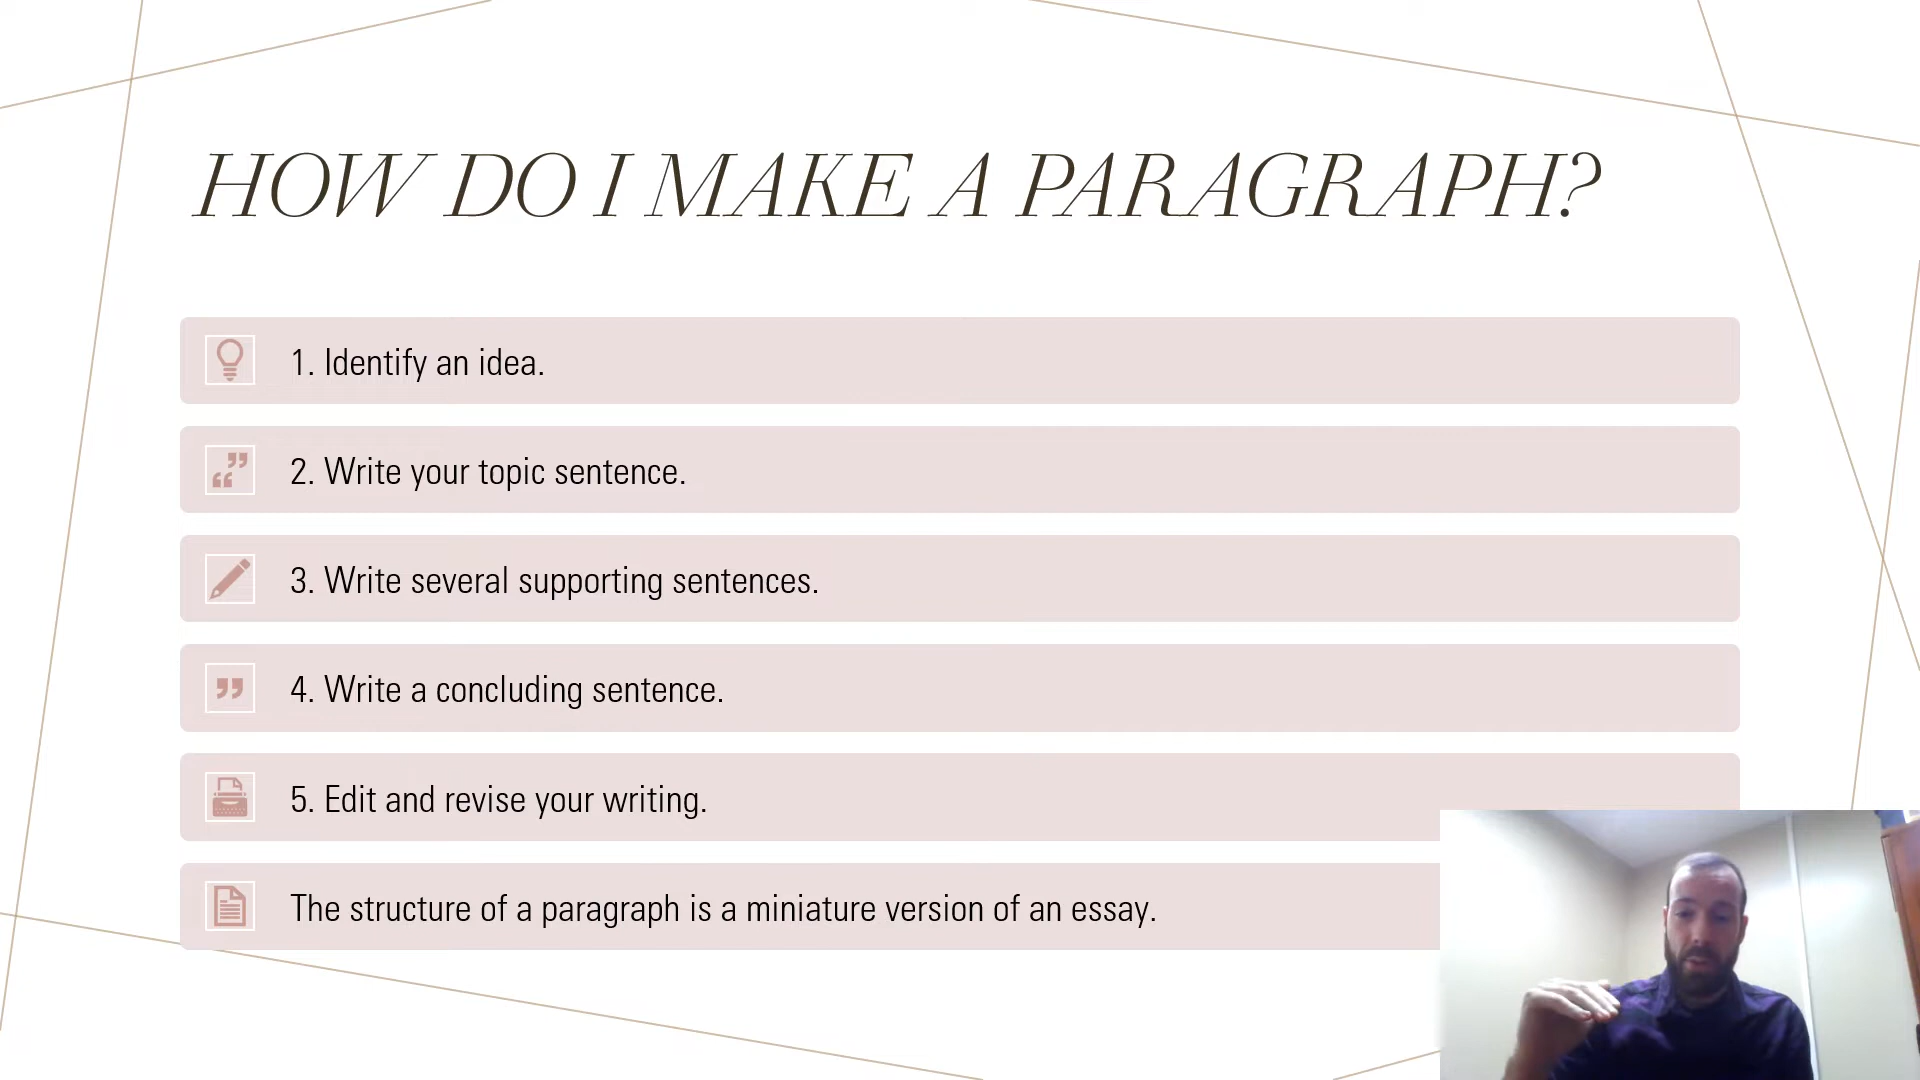 HOW DO I MAKE A PARAGRAPH?
1. Identify an idea.
2. Write your topic sentence.
3. Write several supporting sentences.
4. Write a concluding sentence.
5. Edit and revise your writing.
The structure of a paragraph is a miniature version of an essay.